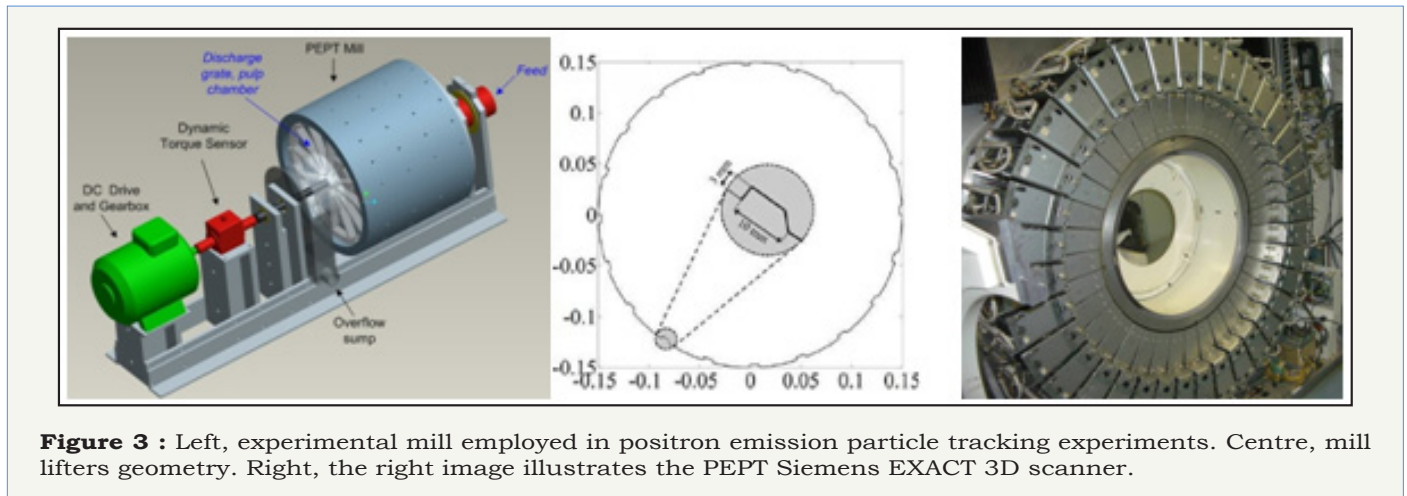 PEPT Mill
Discharge
grate, pulp
chamber
Feed
Dynamic
Torque Sensor
DC Drive
and Gearbox
Overflow
sump
0.15
0.1
0.05
0
-0.05
-0.1
-0.15
-0.15
-0.1
-0.05
0
0.05
0.1
0.15
mm
10 mm
Figure 3 : Left, experimental mill employed in positron emission particle tracking experiments. Centre, mill
lifters geometry. Right, the right image illustrates the PEPT Siemens EXACT 3D scanner.